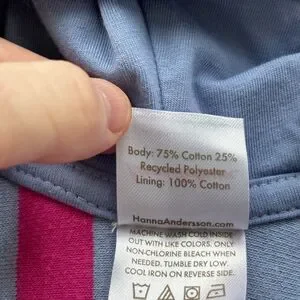 Body: 75% Cotton 25%
Recycled Polyester
Lining: 100% Cotton
HannaAndersson.com
MACHINE WASH COLD INSIDE
OUT WITH LIKE COLORS. ONLY
NON-CHLORINE BLEACH WHEN
NEEDED. TUMBLE DRY LOW.
COOL IRON ON REVERSE SIDE.